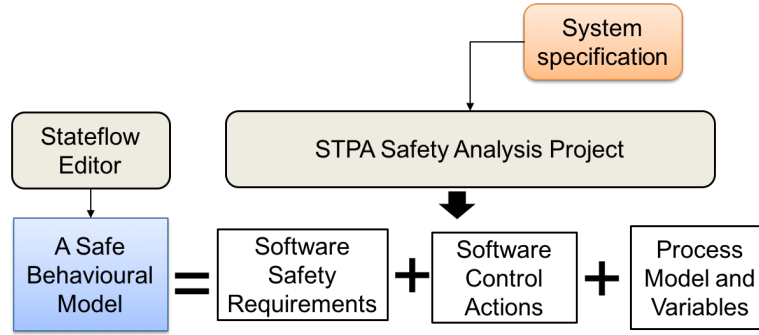 System
specification
Stateflow
Editor
STPA Safety Analysis Project
A Safe
Behavioural
Model
=
Software
Safety
Requirements
+
Software
Control
Actions
+
Process
Model and
Variables